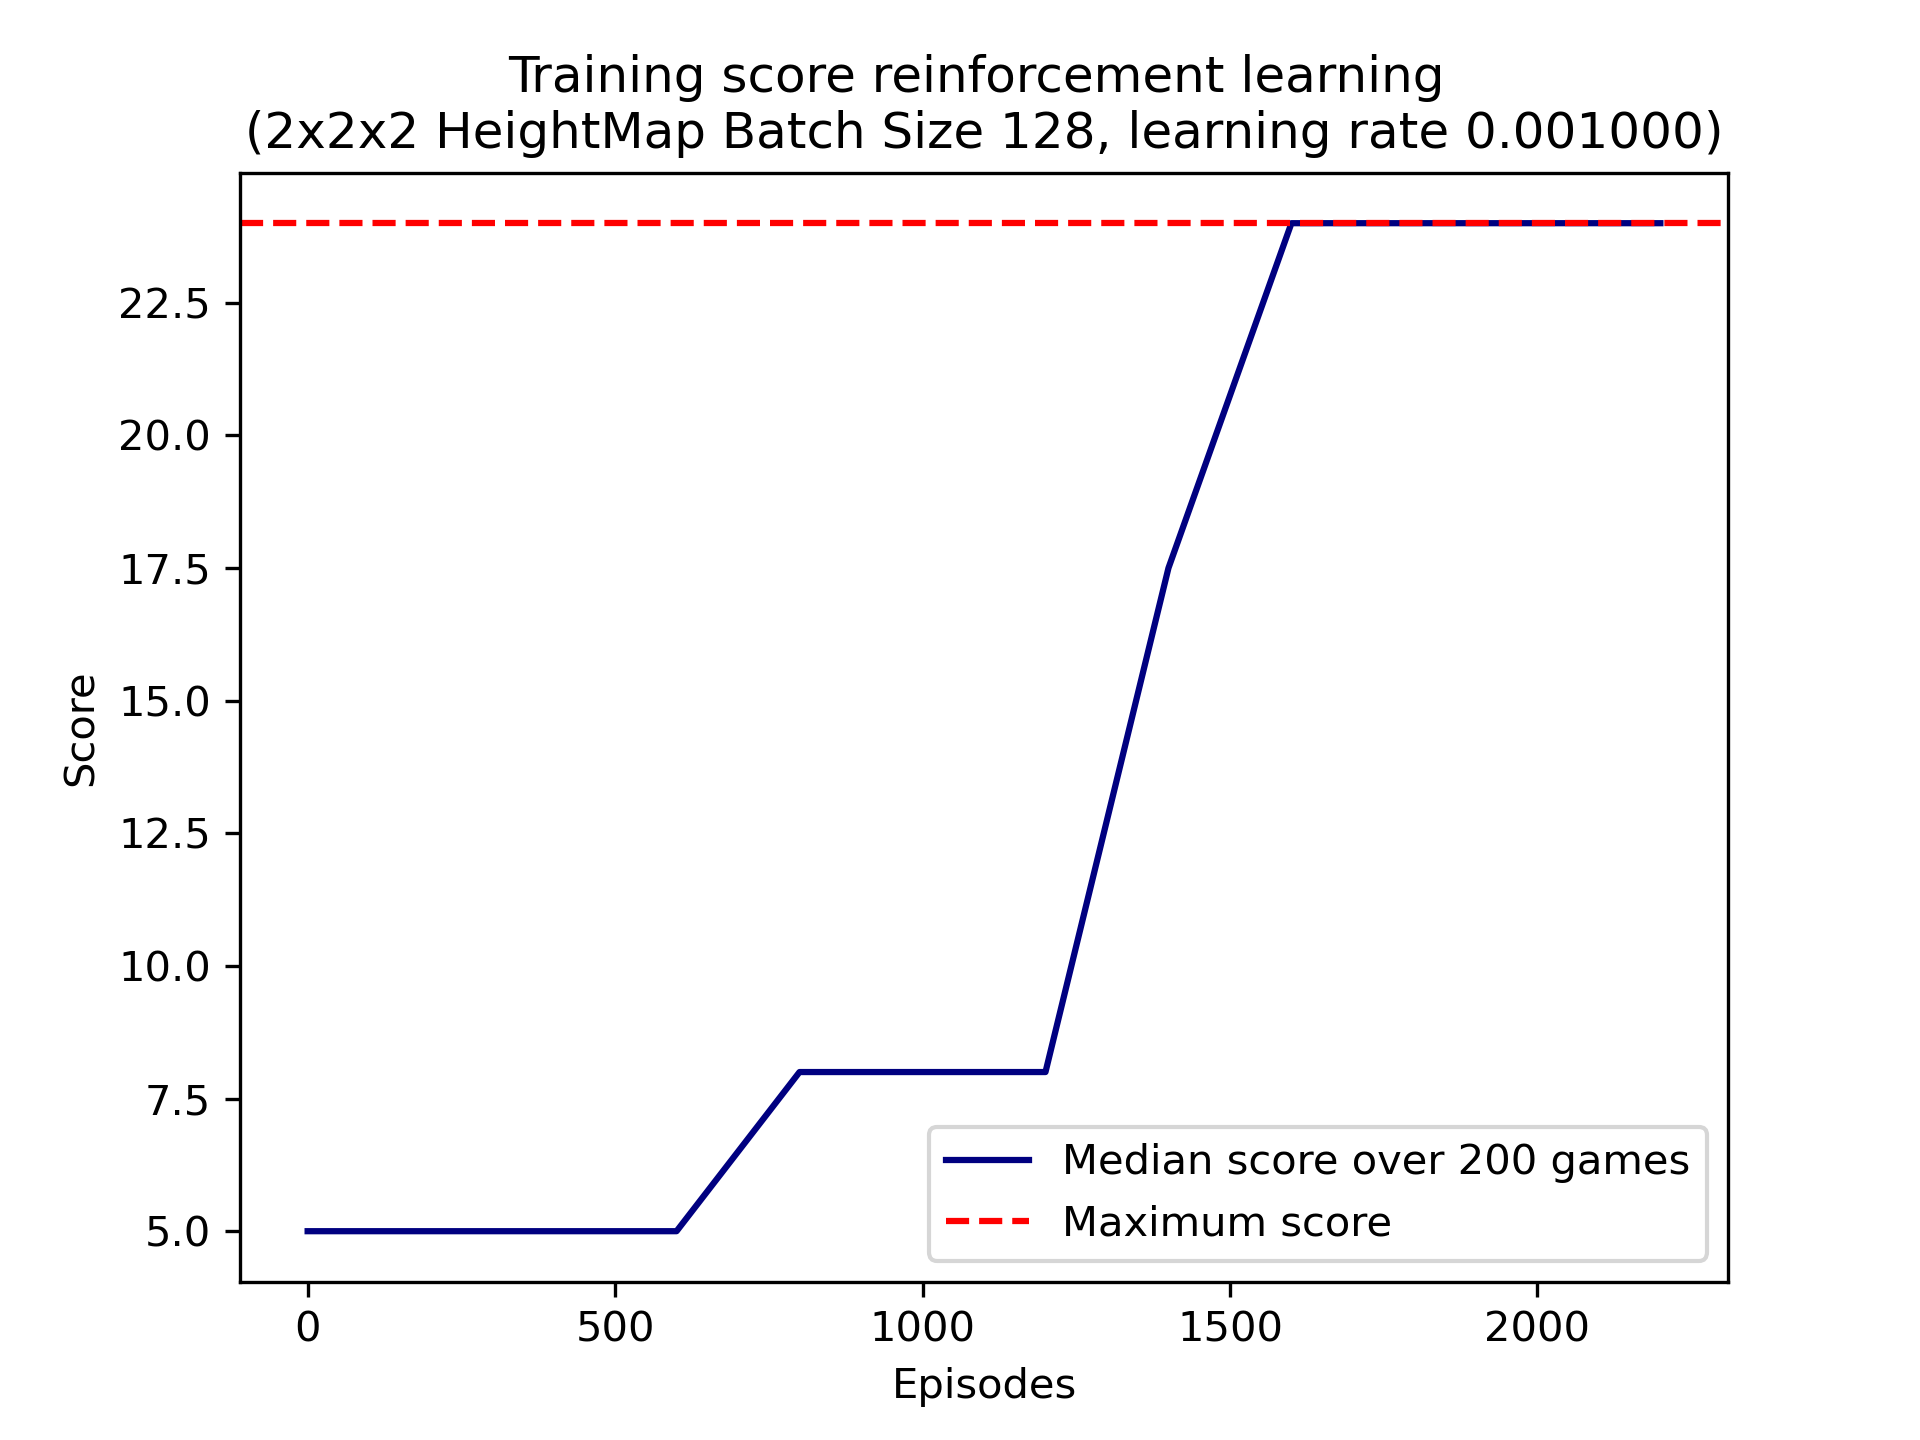 Training score reinforcement learning
(2x2x2 HeightMap Batch Size 128, learning rate 0.001000)
22.5
20.0
17.5
15.0
12.5
10.0
7.5
5.0
Score
Median score over 200 games
Maximum score
0 500 1000 1500 2000
Episodes